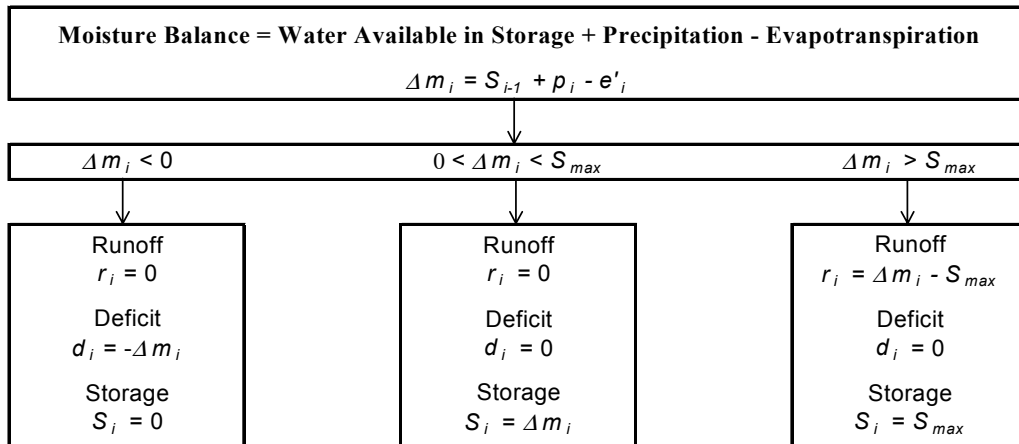 Moisture Balance = Water Available in Storage + Precipitation - Evapotranspiration
Δm_i = S_{i-1} + p_i - e'_i
Δm_i < 0
0 < Δm_i < S_max
Δm_i > S_max
Runoff
r_i = 0
Deficit
d_i = -Δm_i
Storage
S_i = 0
Runoff
r_i = 0
Deficit
d_i = 0
Storage
S_i = Δm_i
Runoff
r_i = Δm_i - S_max
Deficit
d_i = 0
Storage
S_i = S_max